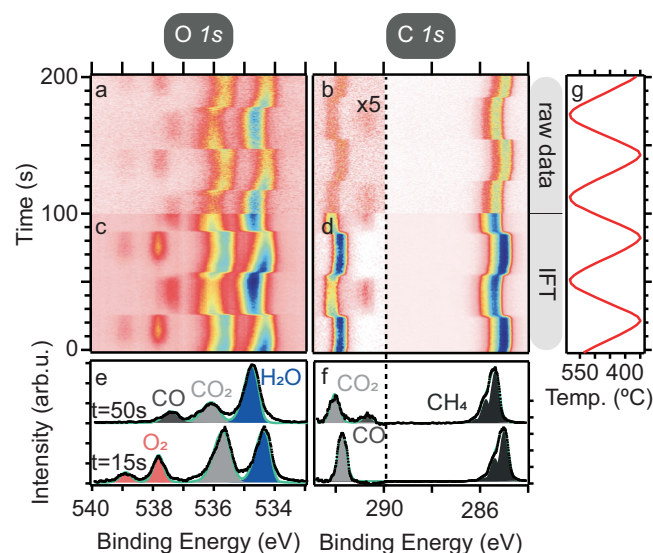 O 1s
C 1s
200
a
b
x5
g
raw data
Time (s)
100
c
d
IFT
0
550 400
Temp. (ºC)
Intensity (arb.u.)
e
CO
CO₂
H₂O
t=50s
f
CO₂
CH₄
CO
O₂
t=15s
540
538
536
534
290
286
Binding Energy (eV)
Binding Energy (eV)